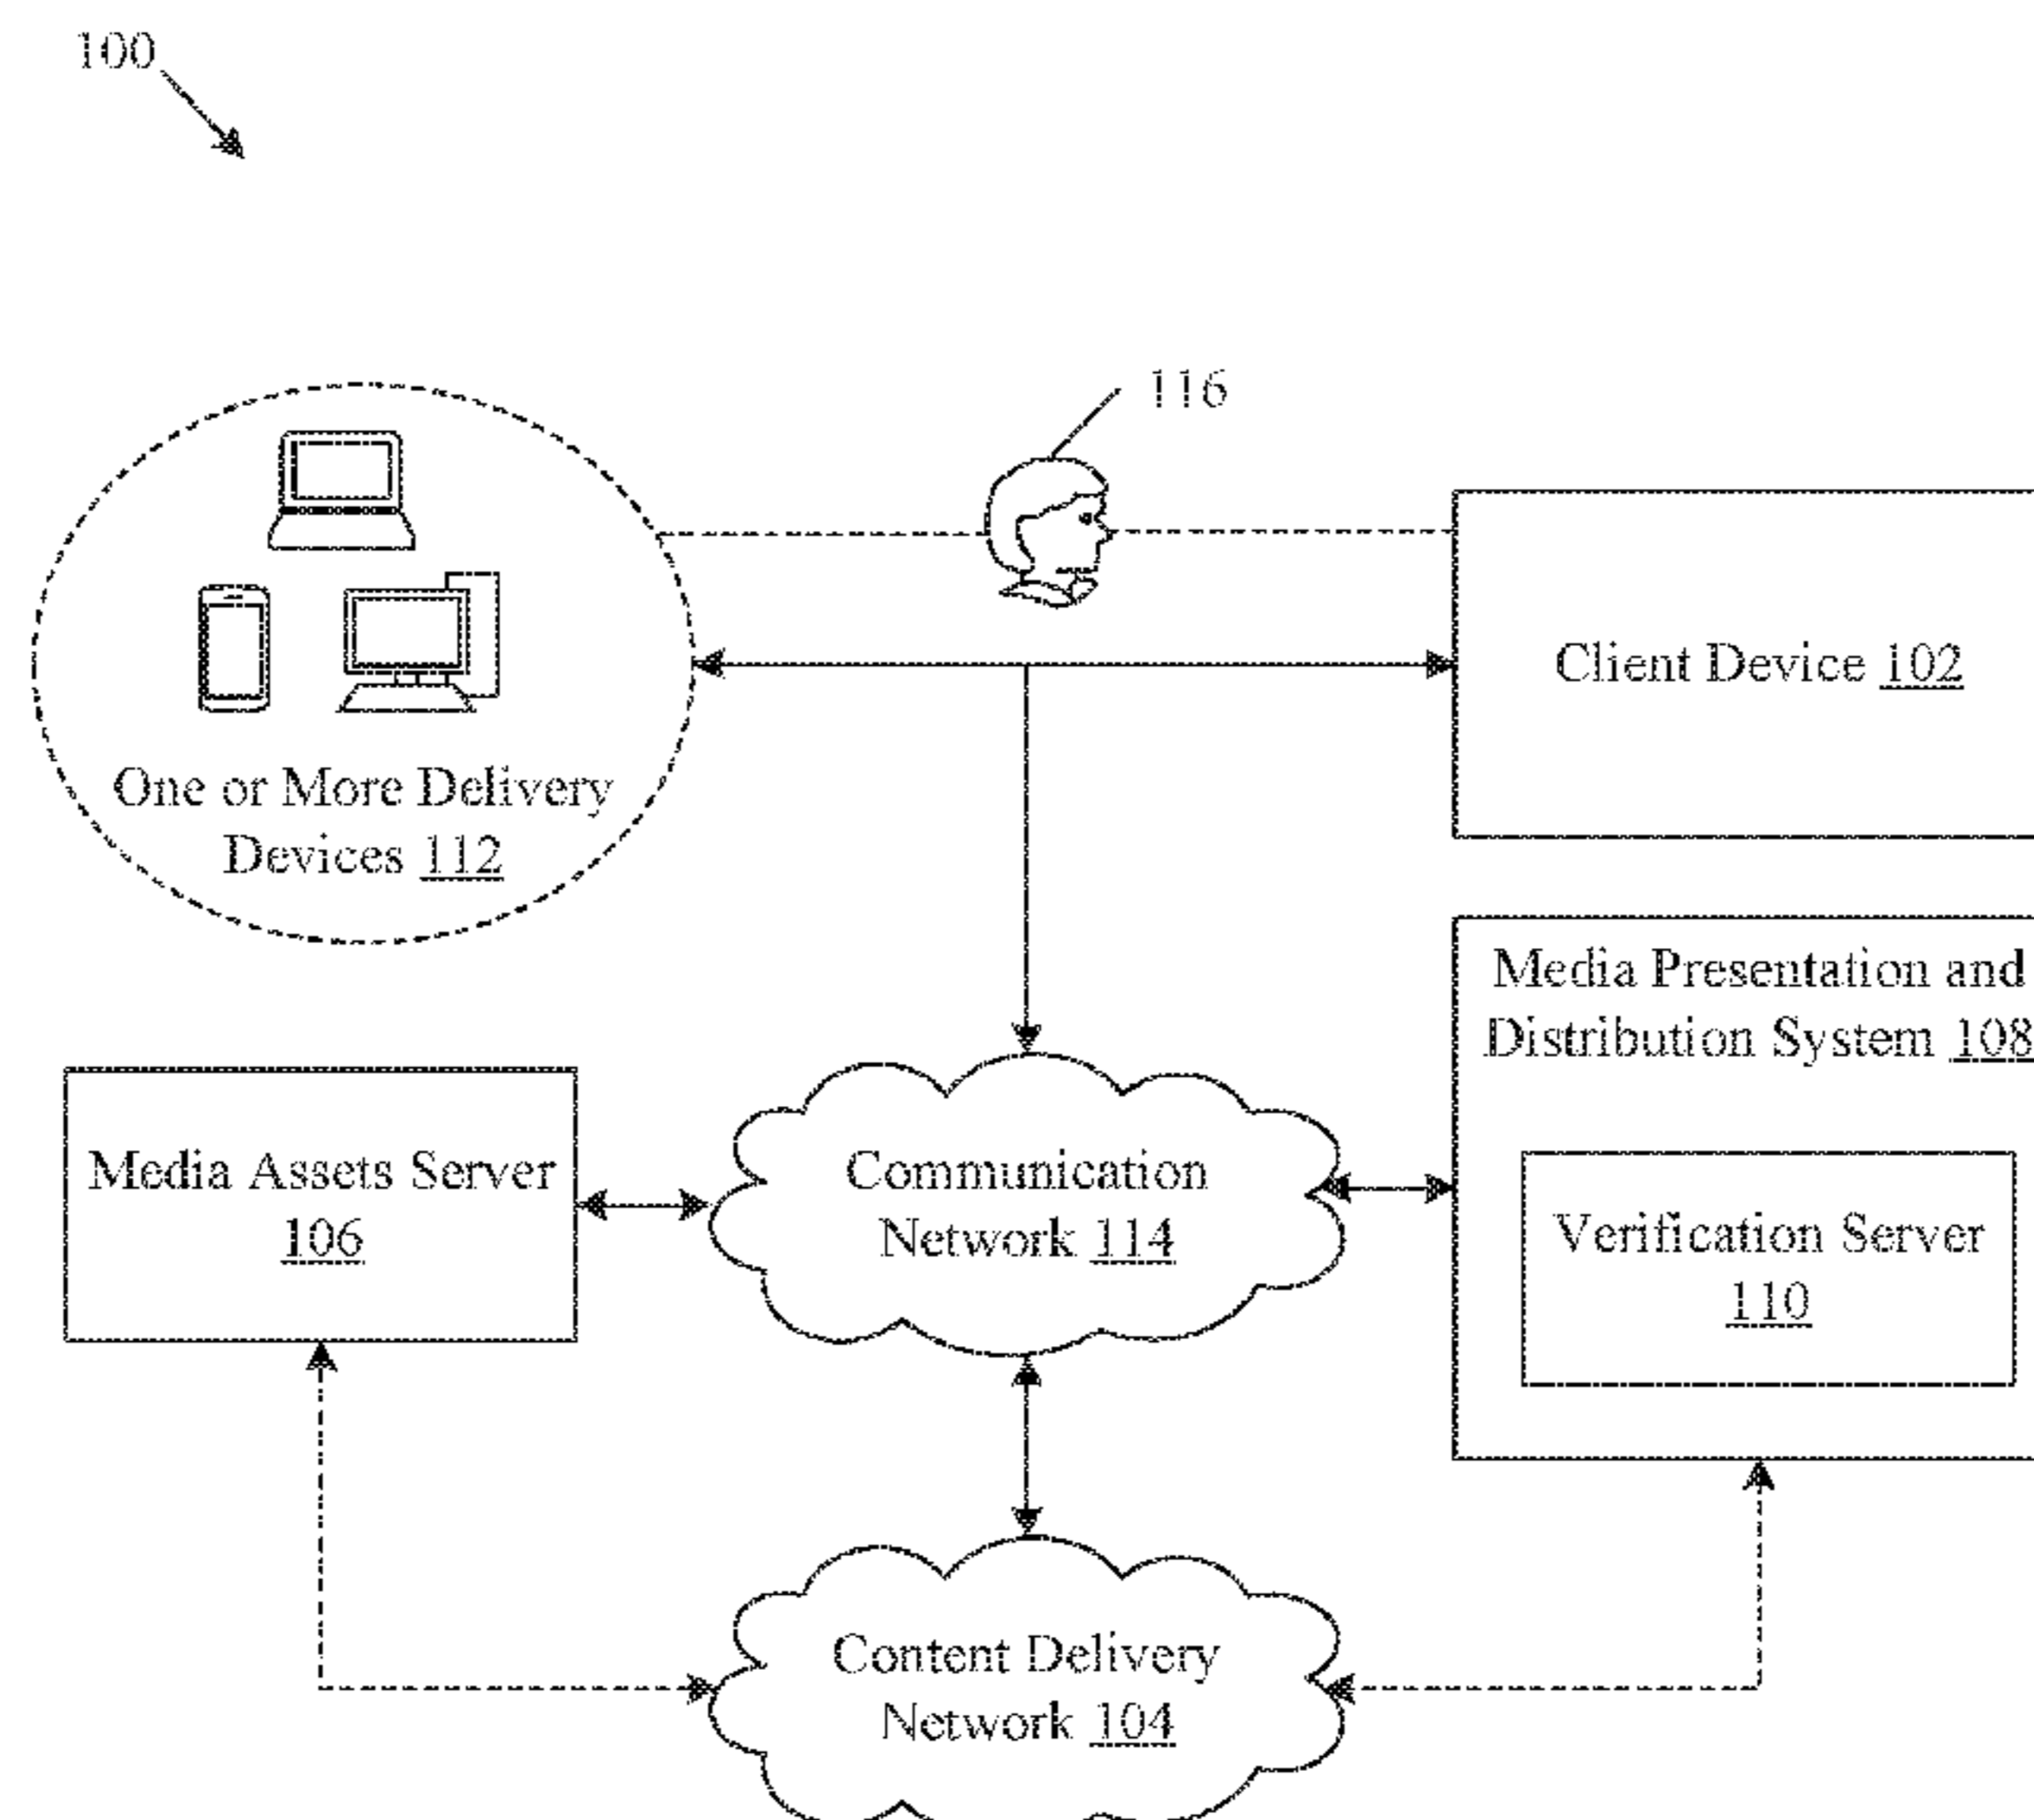 100
116
Client Device 102
One or More Delivery
Devices 112
Media Presentation and
Distribution System 108
Media Assets Server
106
Communication
Network 114
Verification Server
110
Content Delivery
Network 104